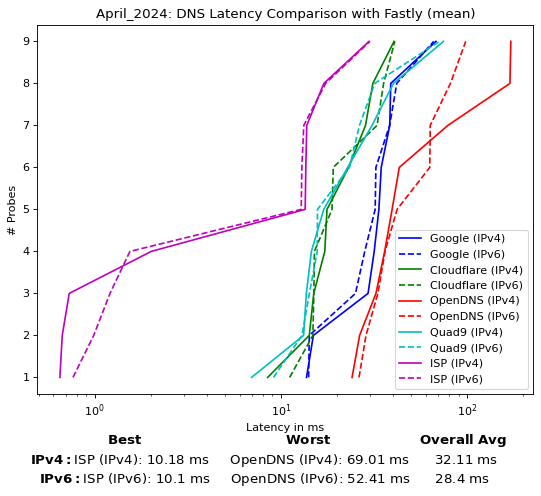 April_2024: DNS Latency Comparison with Fastly (mean)
9
8
7
6
5
4
3
2
1
# Probes
Google (IPv4)
Google (IPv6)
Cloudflare (IPv4)
Cloudflare (IPv6)
OpenDNS (IPv4)
OpenDNS (IPv6)
Quad9 (IPv4)
Quad9 (IPv6)
ISP (IPv4)
ISP (IPv6)
10⁰ 10¹ 10²
Latency in ms
Best Worst Overall Avg
IPv4: ISP (IPv4): 10.18 ms OpenDNS (IPv4): 69.01 ms 32.11 ms
IPv6: ISP (IPv6): 10.1 ms OpenDNS (IPv6): 52.41 ms 28.4 ms